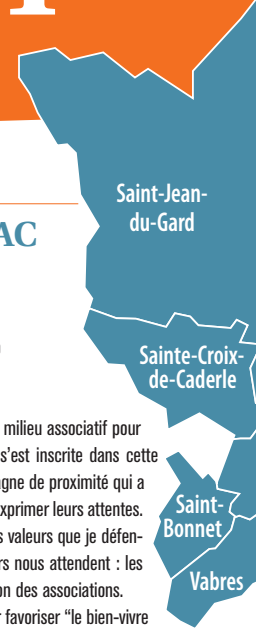 AC
milieu associatif pour
s'est inscrite dans cette
gne de proximité qui a
xprimer leurs attentes.
s valeurs que je défen-
rs nous attendent : les
on des associations.
r favoriser “le bien-vivre
Saint-Jean-
du-Gard
Sainte-Croix-
de-Caderle
Saint-
Bonnet
Vabres